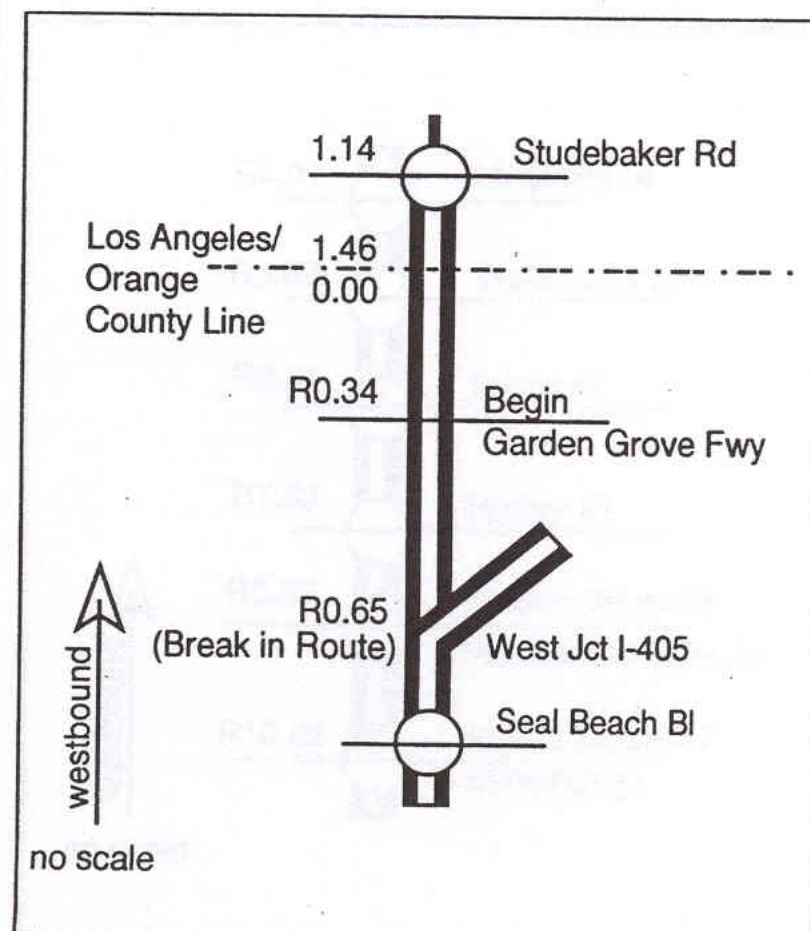 1.14 Studebaker Rd
Los Angeles/ 1.46
Orange 0.00
County Line
R0.34 Begin
Garden Grove Fwy
R0.65
(Break in Route) West Jct I-405
Seal Beach Bl
westbound
no scale